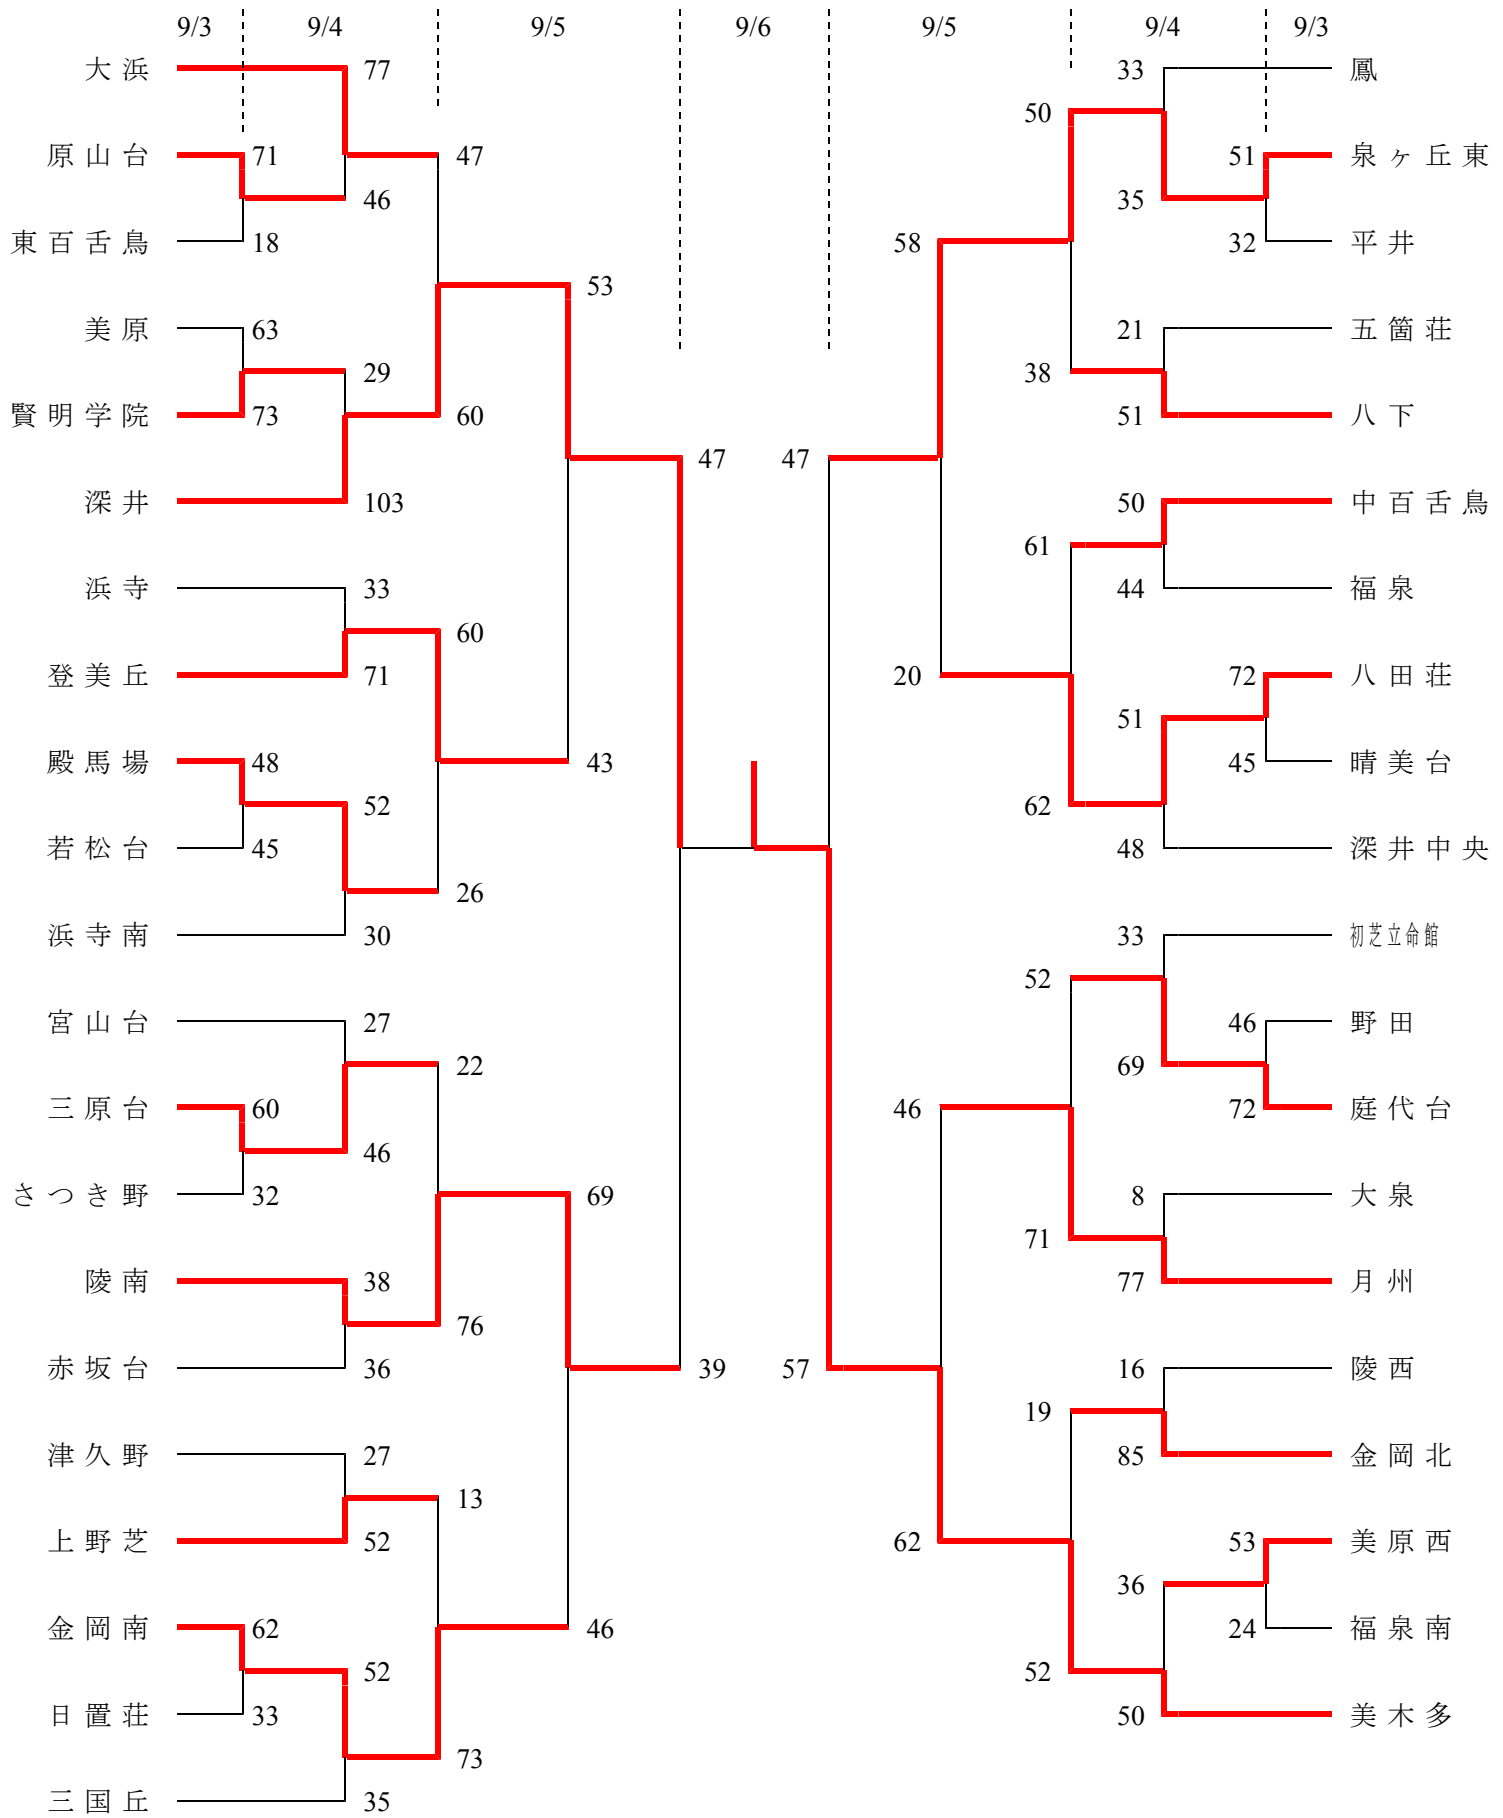 9/3 9/4 9/5 9/6 9/5 9/4 9/3
大浜 77 33 鳳
50
原山台 71 47 51 泉ヶ丘東
46 35
東百舌鳥 18 58 32 平井
53
美原 63 21 五箇荘
29 38
賢明学院 73 60 51 八下
47 47
深井 103 50 中百舌鳥
61
浜寺 33 44 福泉
60
登美丘 71 20 72 八田荘
51
殿馬場 48 43 45 晴美台
52 62
若松台 45 48 深井中央
26
浜寺南 30 33 初芝立命館
52
宮山台 27 46 野田
22 69
三原台 60 46 72 庭代台
46
さつき野 32 69 8 大泉
71
陵南 38 77 月州
76
赤坂台 36 39 57 16 陵西
19
津久野 27 85 金岡北
13
上野芝 52 62 53 美原西
36
金岡南 62 46 24 福泉南
52 52
日置荘 33 50 美木多
73
三国丘 35